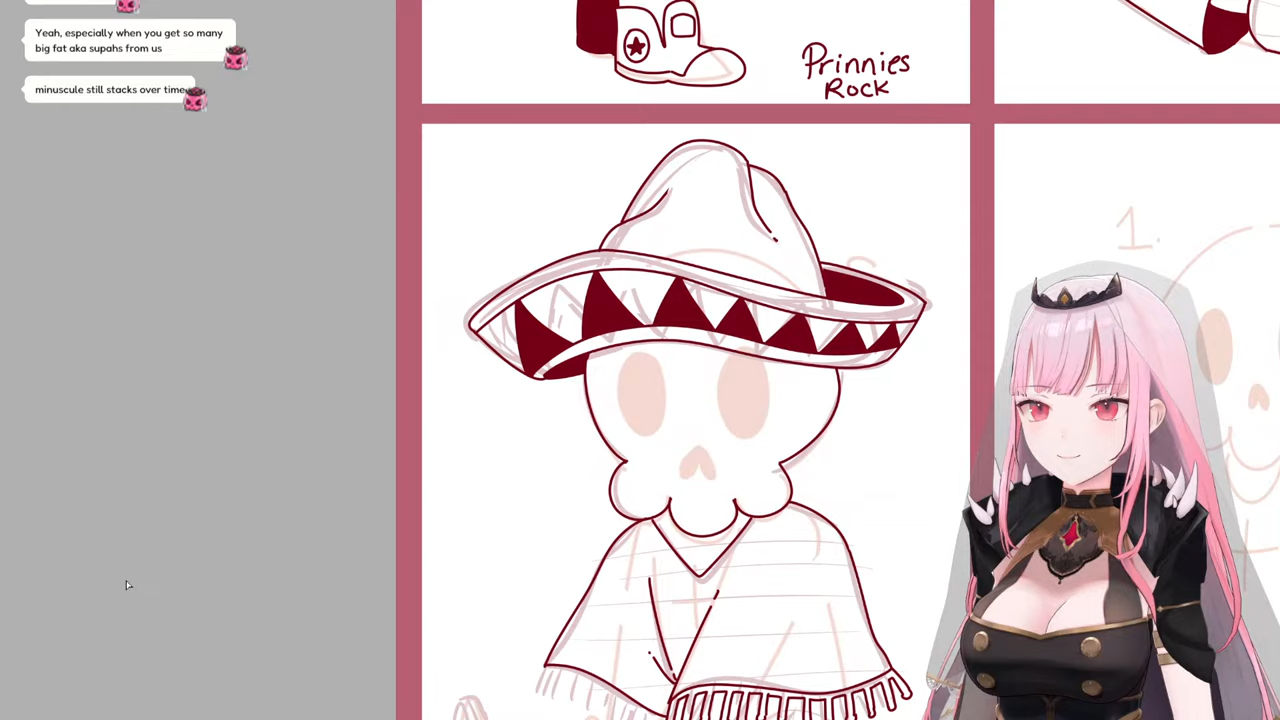 Yeah, especially when you get so many
big fat aka supahs from us
minuscule still stacks over time
Prinnies
Rock
1.